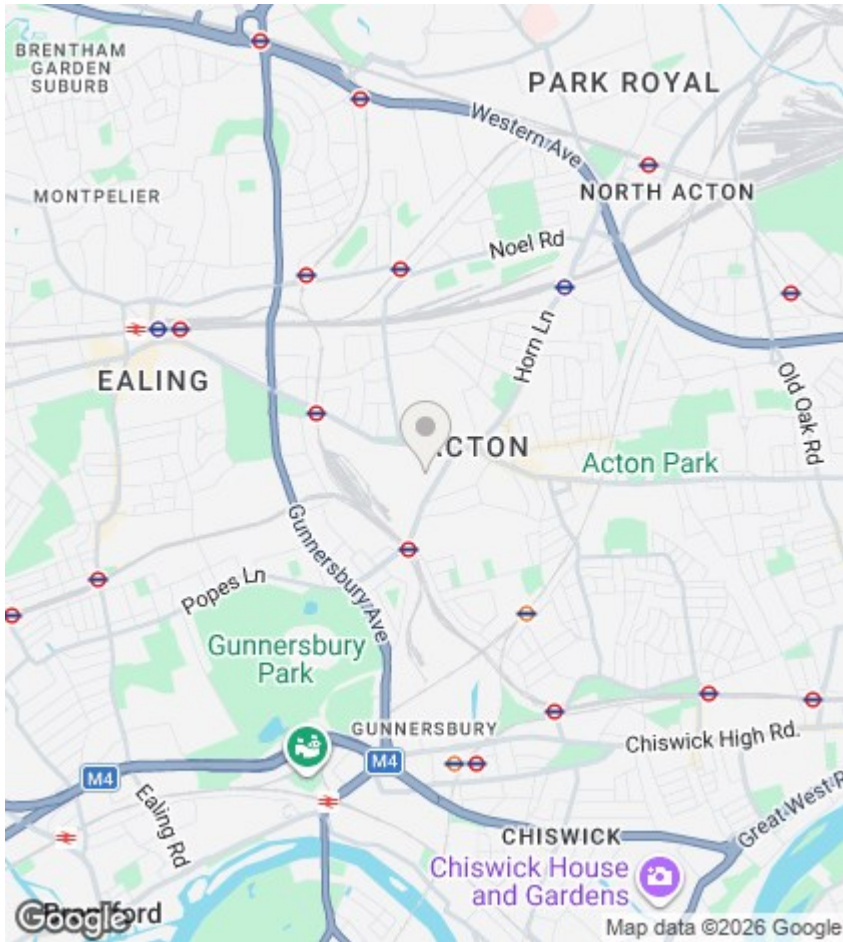 BRENTHAM
GARDEN
SUBURB
PARK ROYAL
Western Ave
MONTPELIER
NORTH ACTON
Noel Rd
Horn Ln
EALING
Old Oak Rd
ACTON
Acton Park
Gunnersbury Ave
Popes Ln
Gunnersbury
Park
GUNNERSBURY
Chiswick High Rd.
M4
M4
Ealing Rd
Great West R
CHISWICK
Chiswick House
and Gardens
Google
Brentford
Map data ©2026 Google